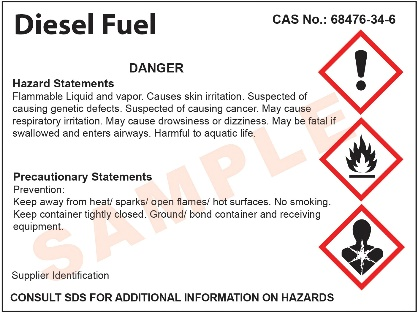 Diesel Fuel
CAS No.: 68476-34-6
DANGER
Hazard Statements
Flammable Liquid and vapor. Causes skin irritation. Suspected of
causing genetic defects. Suspected of causing cancer. May cause
respiratory irritation. May cause drowsiness or dizziness. May be fatal if
swallowed and enters airways. Harmful to aquatic life.
SAMPLE
Precautionary Statements
Prevention:
Keep away from heat/ sparks/ open flames/ hot surfaces. No smoking.
Keep container tightly closed. Ground/ bond container and receiving
equipment.
Supplier Identification
CONSULT SDS FOR ADDITIONAL INFORMATION ON HAZARDS